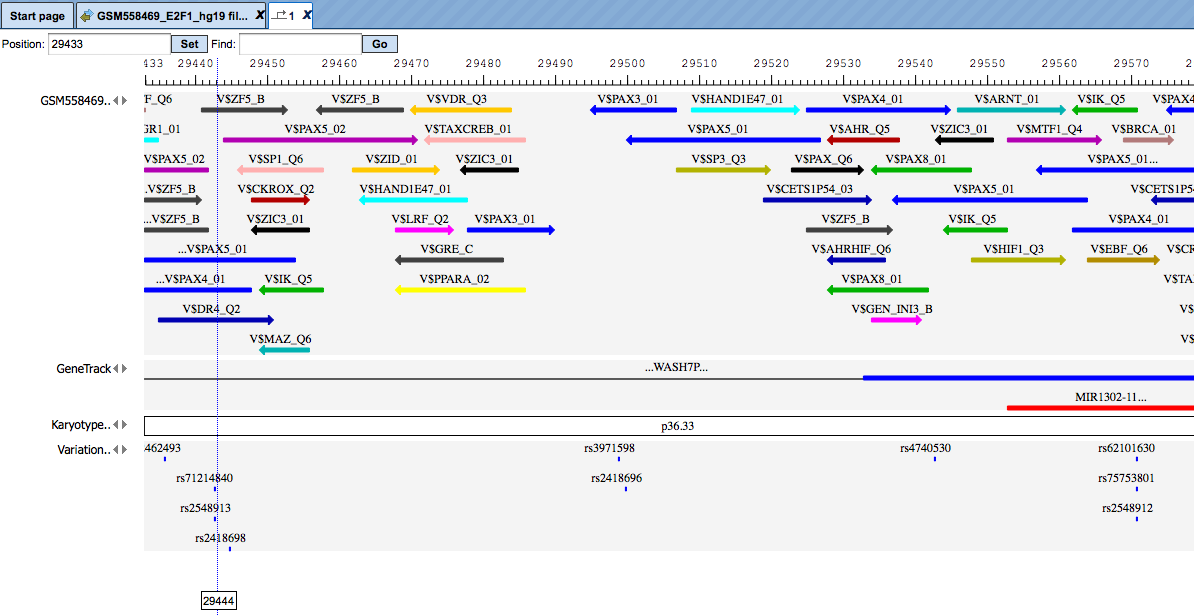 Start page GSM558469_E2F1_hg19 fil... X 1 X
Position: 29433 Set Find: Go
433 29440 29450 29460 29470 29480 29490 29500 29510 29520 29530 29540 29550 29560 29570 2
GSM558469.. F_Q6 V$ZF5_B V$ZF5_B V$VDR_Q3 V$PAX3_01 V$HAND1E47_01 V$PAX4_01 V$ARNT_01 V$IK_Q5 V$PAX4
GR1_01 V$PAX5_02 V$TAXCREB_01 V$PAX5_01 V$AHR_Q5 V$ZIC3_01 V$MTF1_Q4 V$BRCA_01
V$PAX5_02 V$SP1_Q6 V$ZID_01 V$ZIC3_01 V$SP3_Q3 V$PAX_Q6 V$PAX8_01 V$PAX5_01...
...V$ZF5_B V$CKROX_Q2 V$HAND1E47_01 V$CETS1P54_03 V$PAX5_01 V$CETS1P54
...V$ZF5_B V$ZIC3_01 V$LRF_Q2 V$PAX3_01 V$ZF5_B V$IK_Q5 V$PAX4_01
...V$PAX5_01 V$GRE_C V$AHRHIF_Q6 V$HIF1_Q3 V$EBF_Q6 V$CR
...V$PAX4_01 V$IK_Q5 V$PPARA_02 V$PAX8_01 V$TA
V$DR4_Q2 V$GEN_INI3_B V$
V$MAZ_Q6 V$
GeneTrack ...WASH7P...
MIR1302-11...
Karyotype.. p36.33
Variation.. 462493 rs3971598 rs4740530 rs62101630
rs71214840 rs2418696 rs75753801
rs2548913 rs2548912
rs2418698
29444